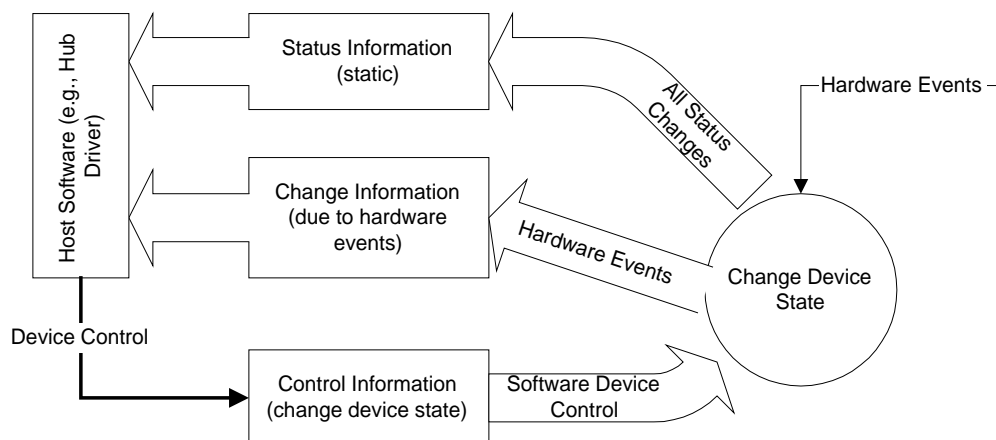 Host Software (e.g., Hub
Driver)
Status Information
(static)
All Status
Changes
Hardware Events
Change Information
(due to hardware
events)
Hardware Events
Change Device
State
Device Control
Control Information
(change device state)
Software Device
Control